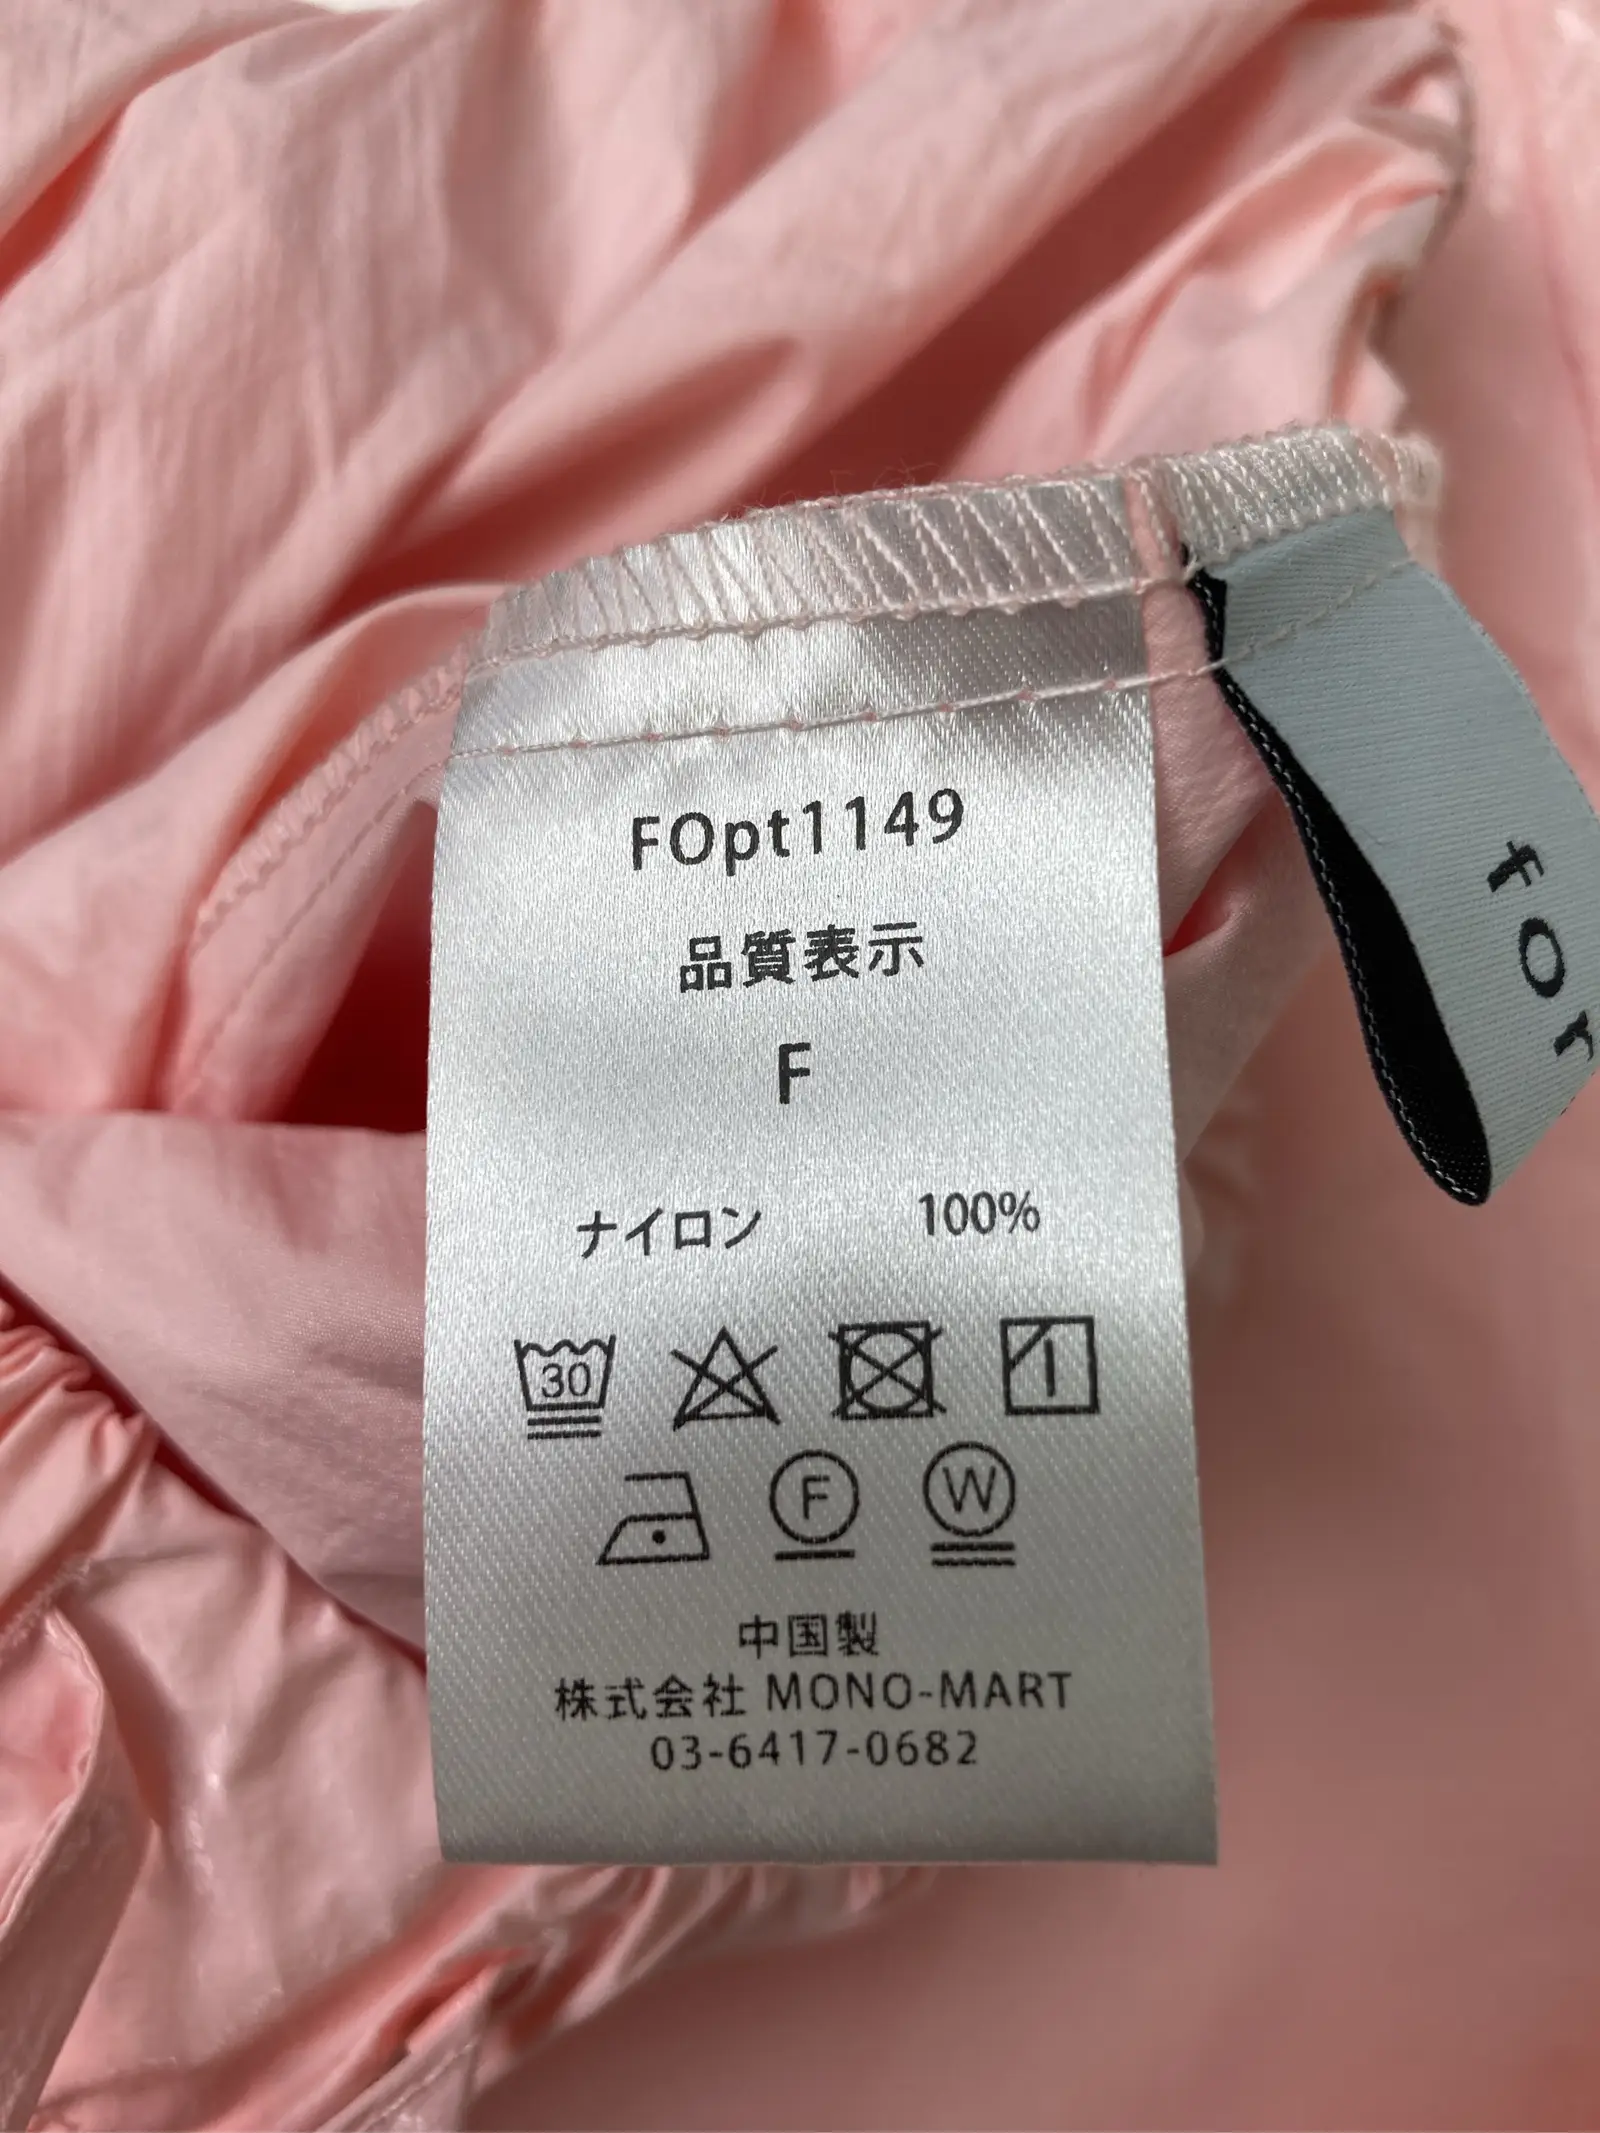 FOpt1149
品質表示
F
ナイロン 100%
30
F W
中国製
株式会社 MONO-MART
03-6417-0682
for